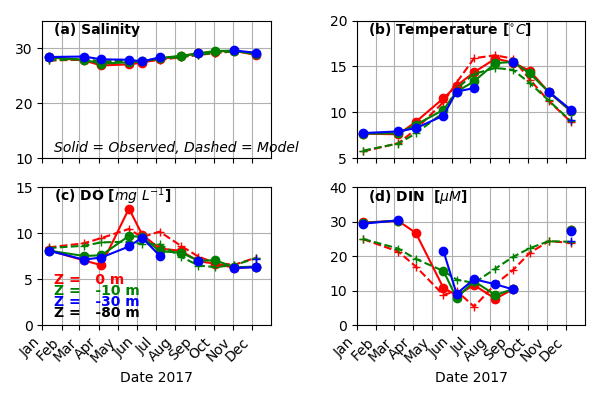 (a) Salinity
30
20
10
Solid = Observed, Dashed = Model
(b) Temperature [°C]
20
15
10
5
(c) DO [mg L⁻¹]
15
10
5
0
Z = 0 m
Z = -10 m
Z = -30 m
Z = -80 m
Jan Feb Mar Apr May Jun Jul Aug Sep Oct Nov Dec
Date 2017
(d) DIN [μM]
40
30
20
10
0
Jan Feb Mar Apr May Jun Jul Aug Sep Oct Nov Dec
Date 2017